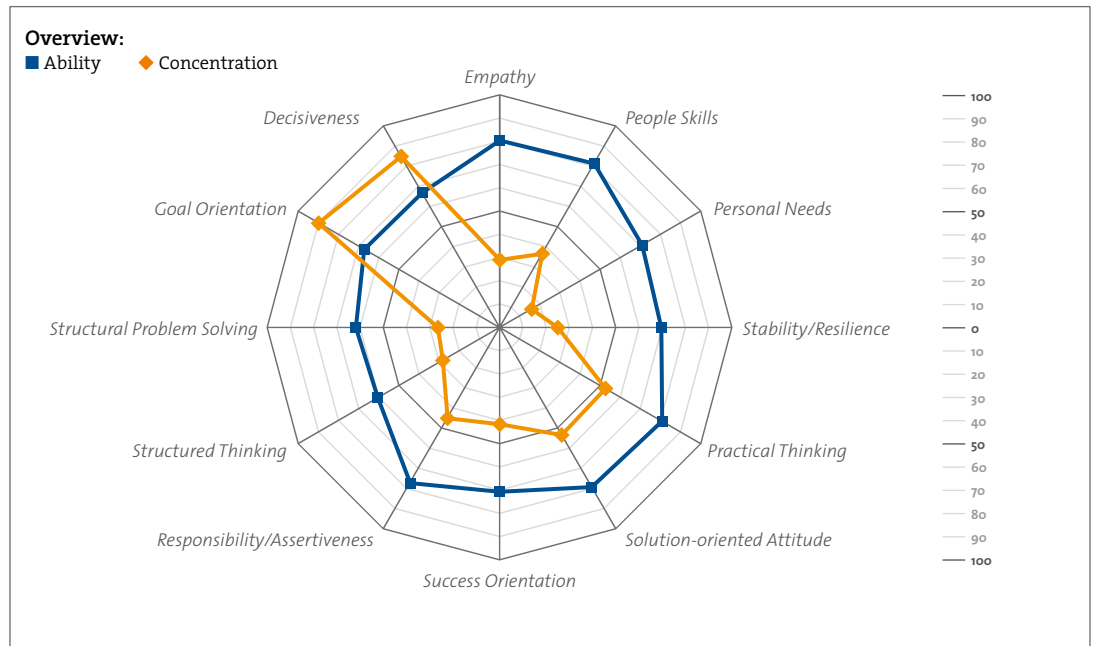 Overview:
Ability
Concentration
Empathy
Decisiveness
People Skills
Goal Orientation
Personal Needs
Structural Problem Solving
Stability/Resilience
Structured Thinking
Practical Thinking
Responsibility/Assertiveness
Solution-oriented Attitude
Success Orientation
100
90
80
70
60
50
40
30
20
10
0
10
20
30
40
50
60
70
80
90
100